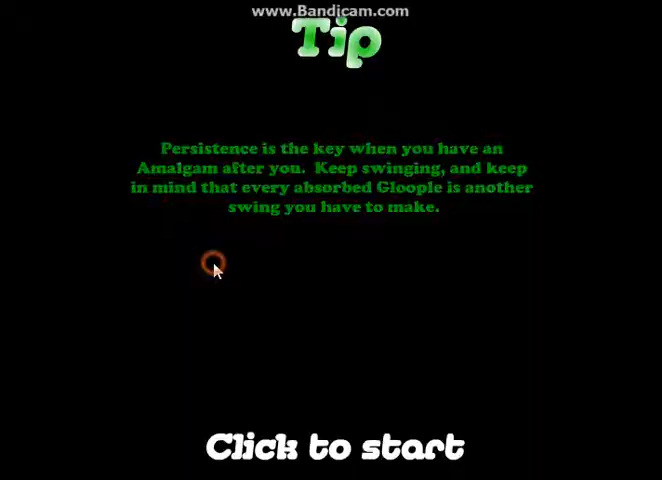 www.Bandicam.com
Tip
Persistence is the key when you have an
Amalgam after you.  Keep swinging, and keep
in mind that every absorbed Gloople is another
swing you have to make.
Click to start